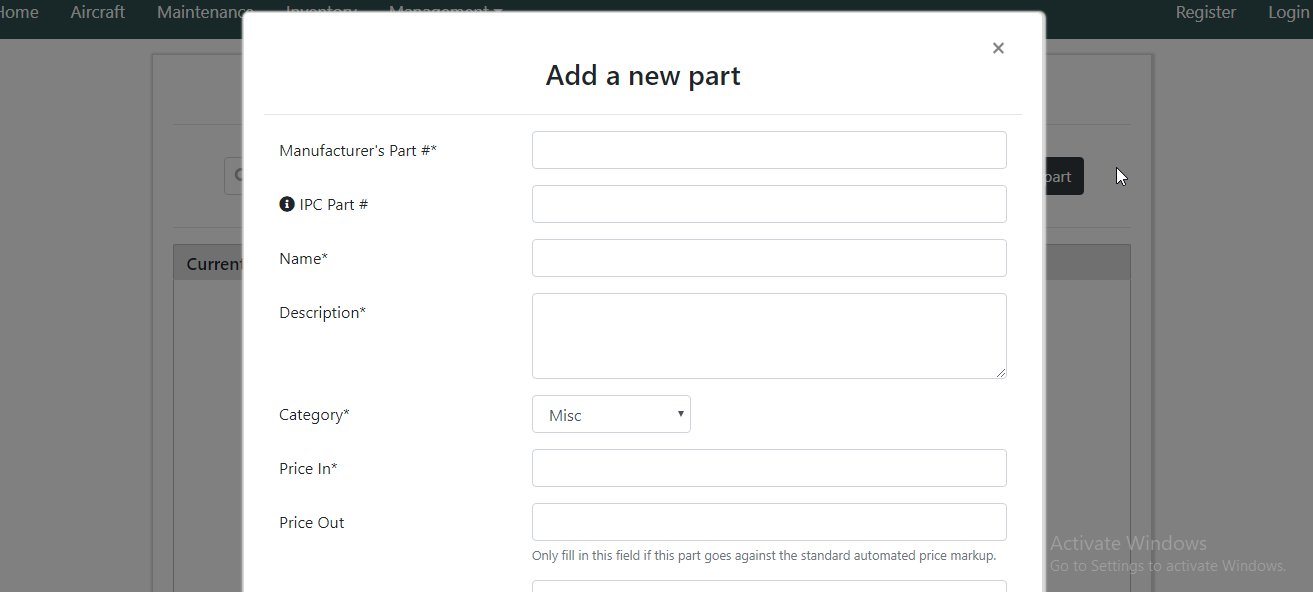 Home Aircraft Maintenance Inventory Management Register Login
×
Add a new part
part
Manufacturer's Part #*
IPC Part #
Current
Name*
Description*
Category* Misc
Price In*
Price Out
Only fill in this field if this part goes against the standard automated price markup.
Activate Windows
Go to Settings to activate Windows.